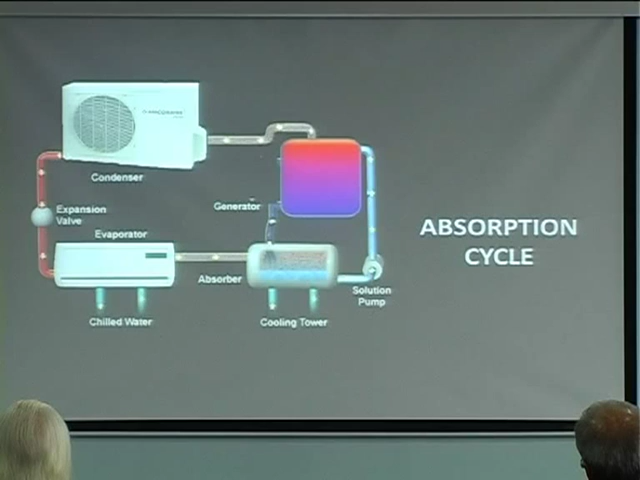 Condenser
Generator
Expansion
Valve
Evaporator
ABSORPTION
CYCLE
Absorber
Solution
Pump
Chilled Water
Cooling Tower